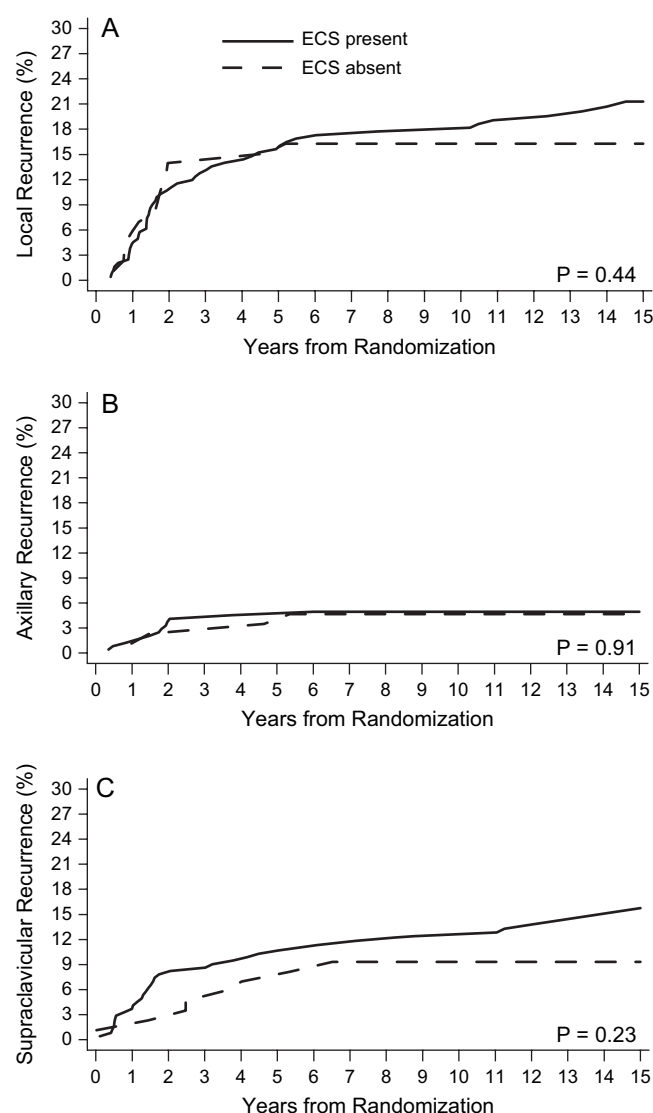 A
ECS present
ECS absent
Local Recurrence (%)
30
27
24
21
18
15
12
9
6
3
0
P = 0.44
0 1 2 3 4 5 6 7 8 9 10 11 12 13 14 15
Years from Randomization
B
Axillary Recurrence (%)
30
27
24
21
18
15
12
9
6
3
0
P = 0.91
0 1 2 3 4 5 6 7 8 9 10 11 12 13 14 15
Years from Randomization
C
Supraclavicular Recurrence (%)
30
27
24
21
18
15
12
9
6
3
0
P = 0.23
0 1 2 3 4 5 6 7 8 9 10 11 12 13 14 15
Years from Randomization